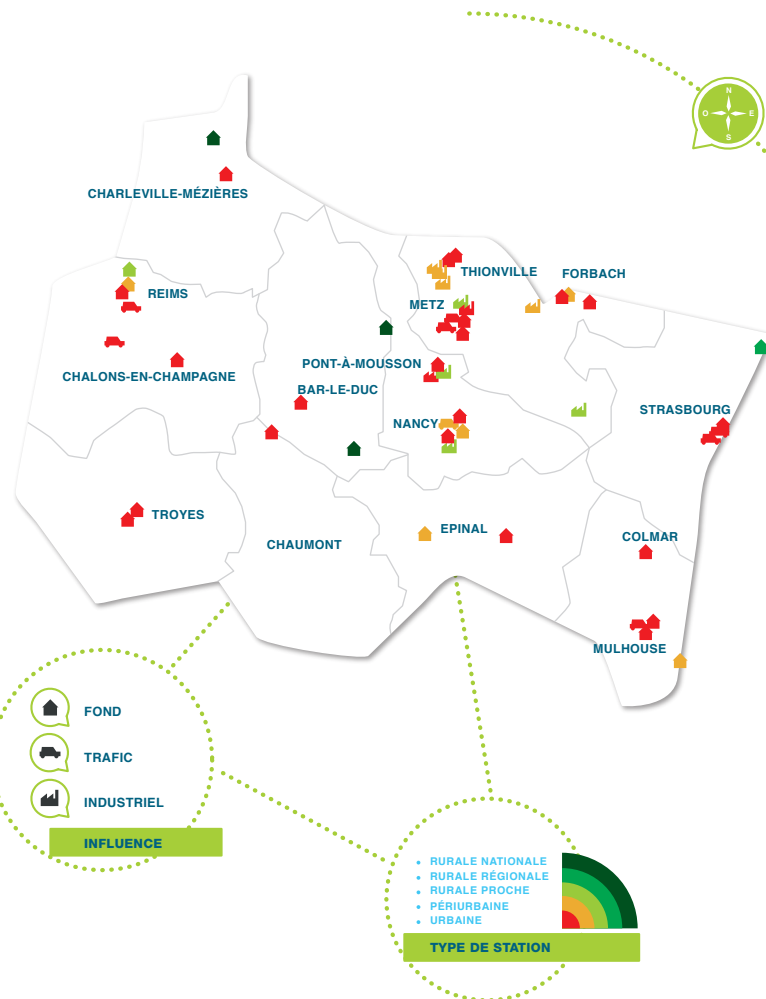 N
O E
S
CHARLEVILLE-MÉZIÈRES
THIONVILLE
FORBACH
REIMS
METZ
PONT-À-MOUSSON
CHALONS-EN-CHAMPAGNE
BAR-LE-DUC
STRASBOURG
NANCY
TROYES
EPINAL
COLMAR
CHAUMONT
MULHOUSE
FOND
TRAFIC
INDUSTRIEL
INFLUENCE
• RURALE NATIONALE
• RURALE RÉGIONALE
• RURALE PROCHE
• PÉRIURBAINE
• URBAINE
TYPE DE STATION